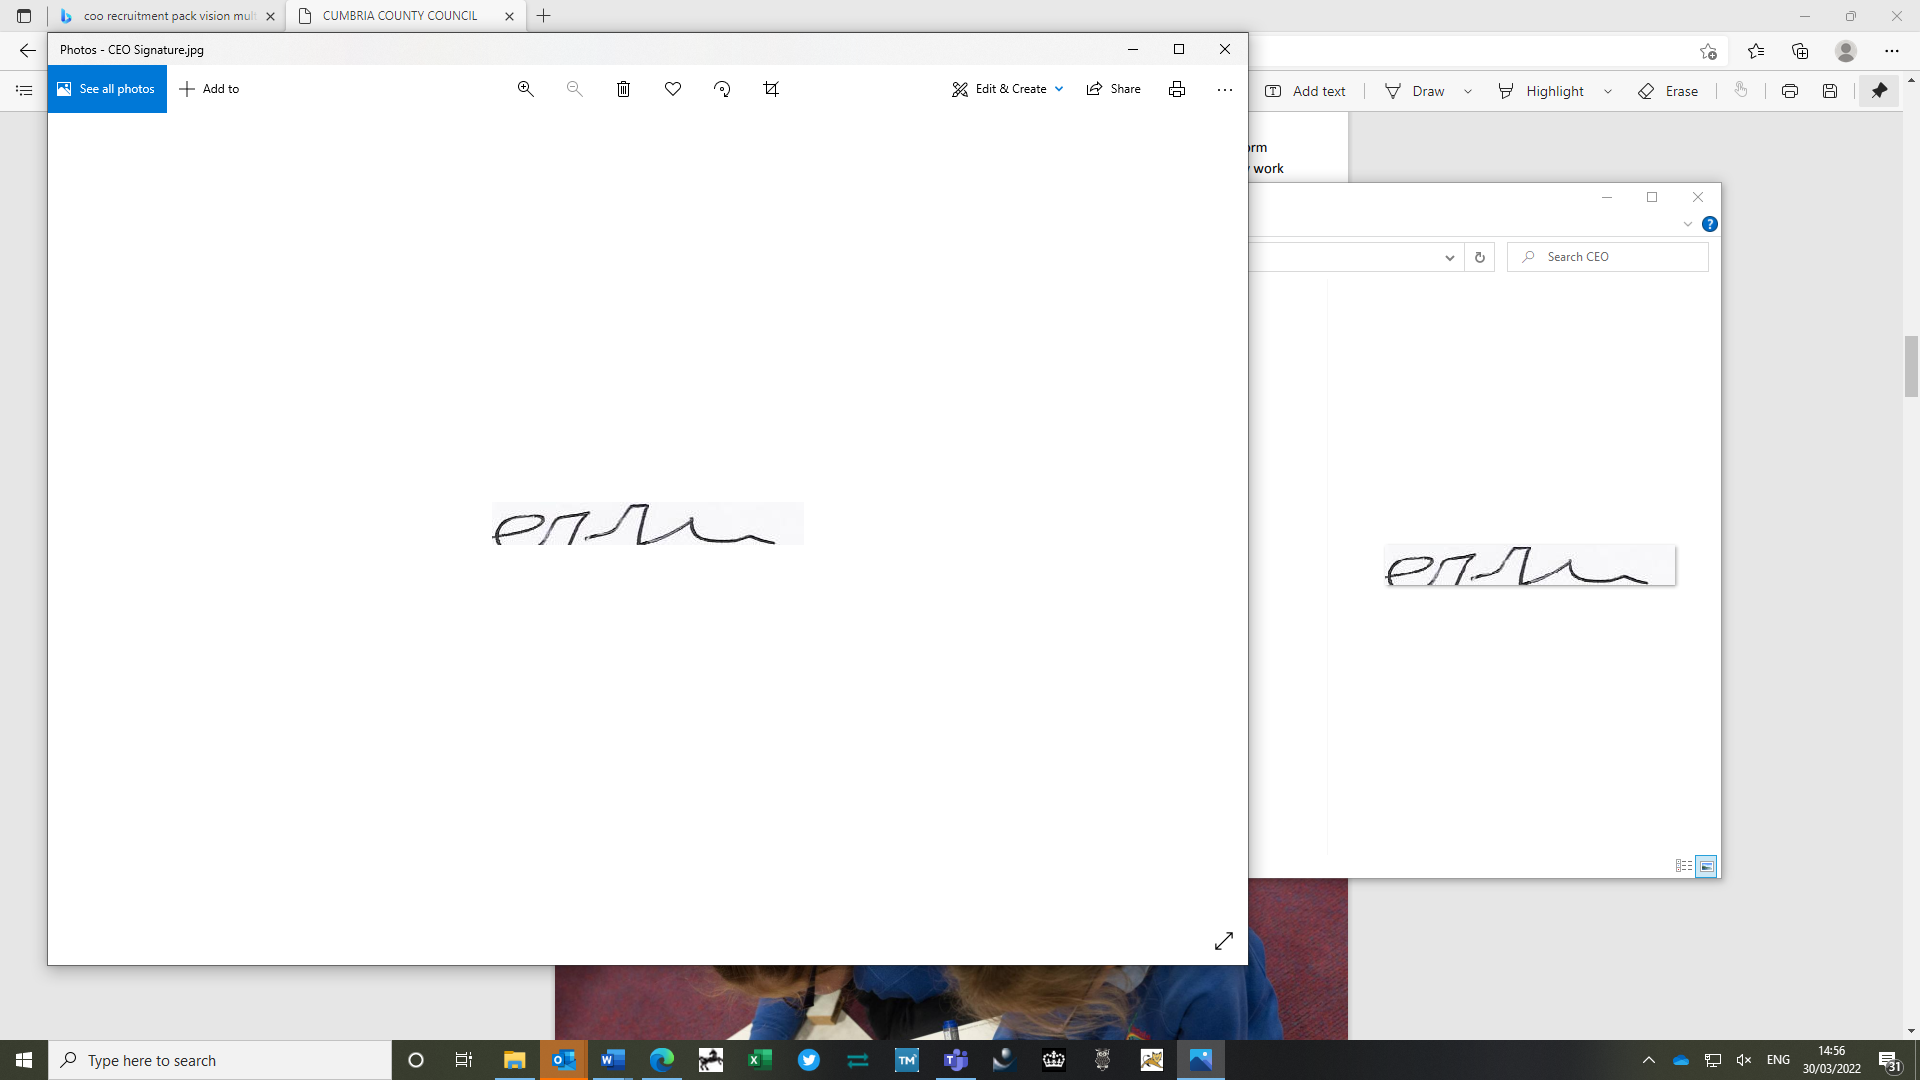 coo recruitment pack vision mul
CUMBRIA COUNTY COUNCIL
Photos - CEO Signature.jpg
See all photos
Add to
Edit & Create
Share
Add text
Draw
Highlight
Erase
orm
work
?
Search CEO
Type here to search
TM
ENG
14:56
30/03/2022
31